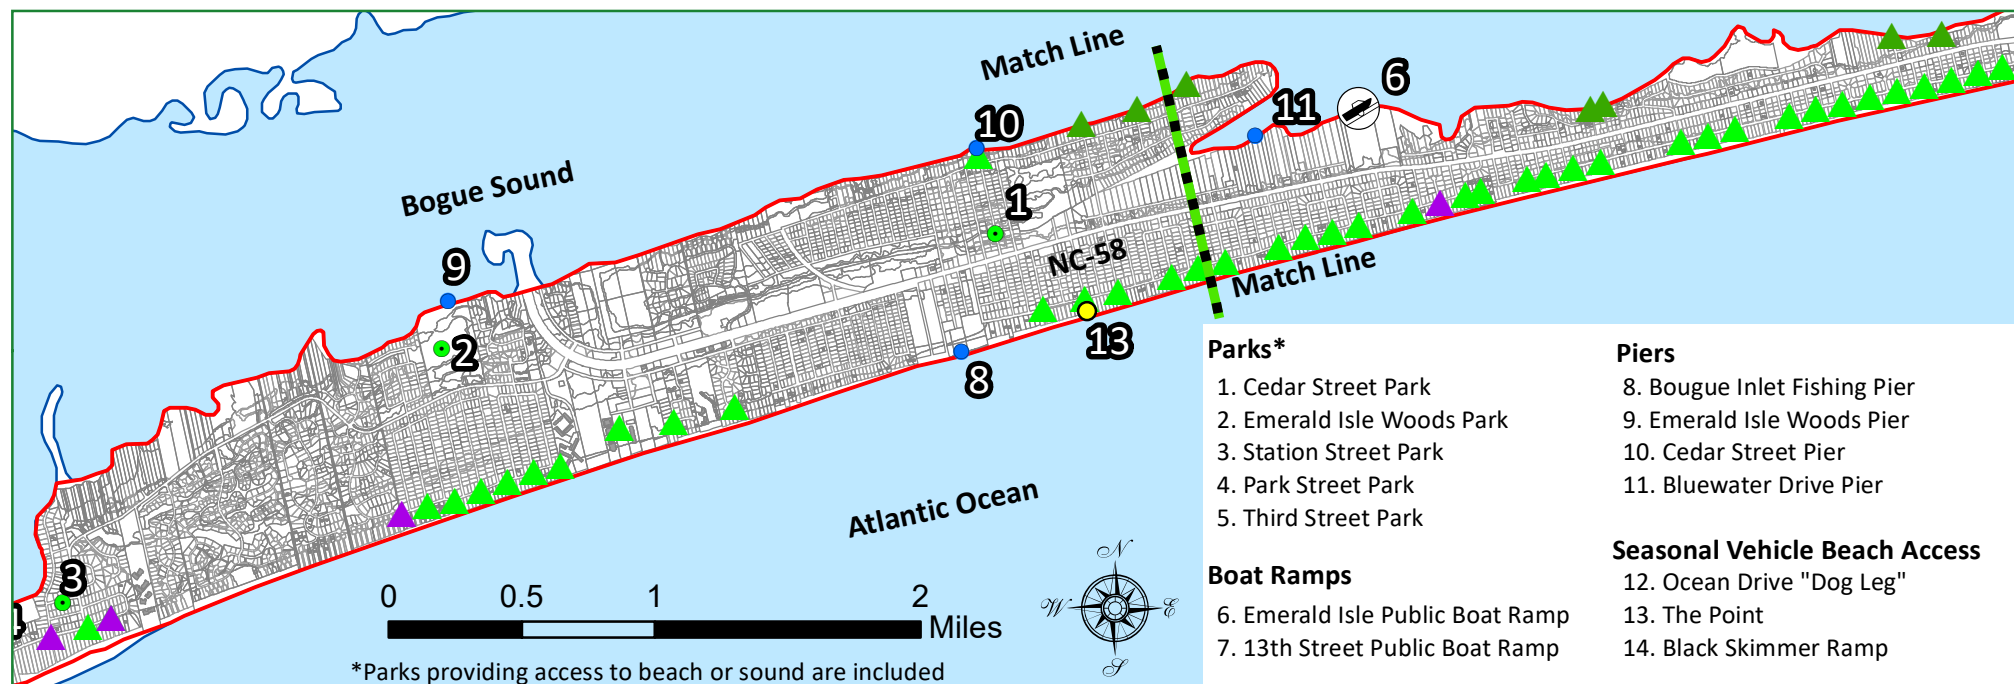 Match Line
6
11
10
Bogue Sound
1
NC-58
9
Match Line
2
13
8
Atlantic Ocean
3
4
0 0.5 1 2
Miles
N
W E
S
*Parks providing access to beach or sound are included
Parks*
1. Cedar Street Park
2. Emerald Isle Woods Park
3. Station Street Park
4. Park Street Park
5. Third Street Park
Boat Ramps
6. Emerald Isle Public Boat Ramp
7. 13th Street Public Boat Ramp
Piers
8. Bougue Inlet Fishing Pier
9. Emerald Isle Woods Pier
10. Cedar Street Pier
11. Bluewater Drive Pier
Seasonal Vehicle Beach Access
12. Ocean Drive "Dog Leg"
13. The Point
14. Black Skimmer Ramp